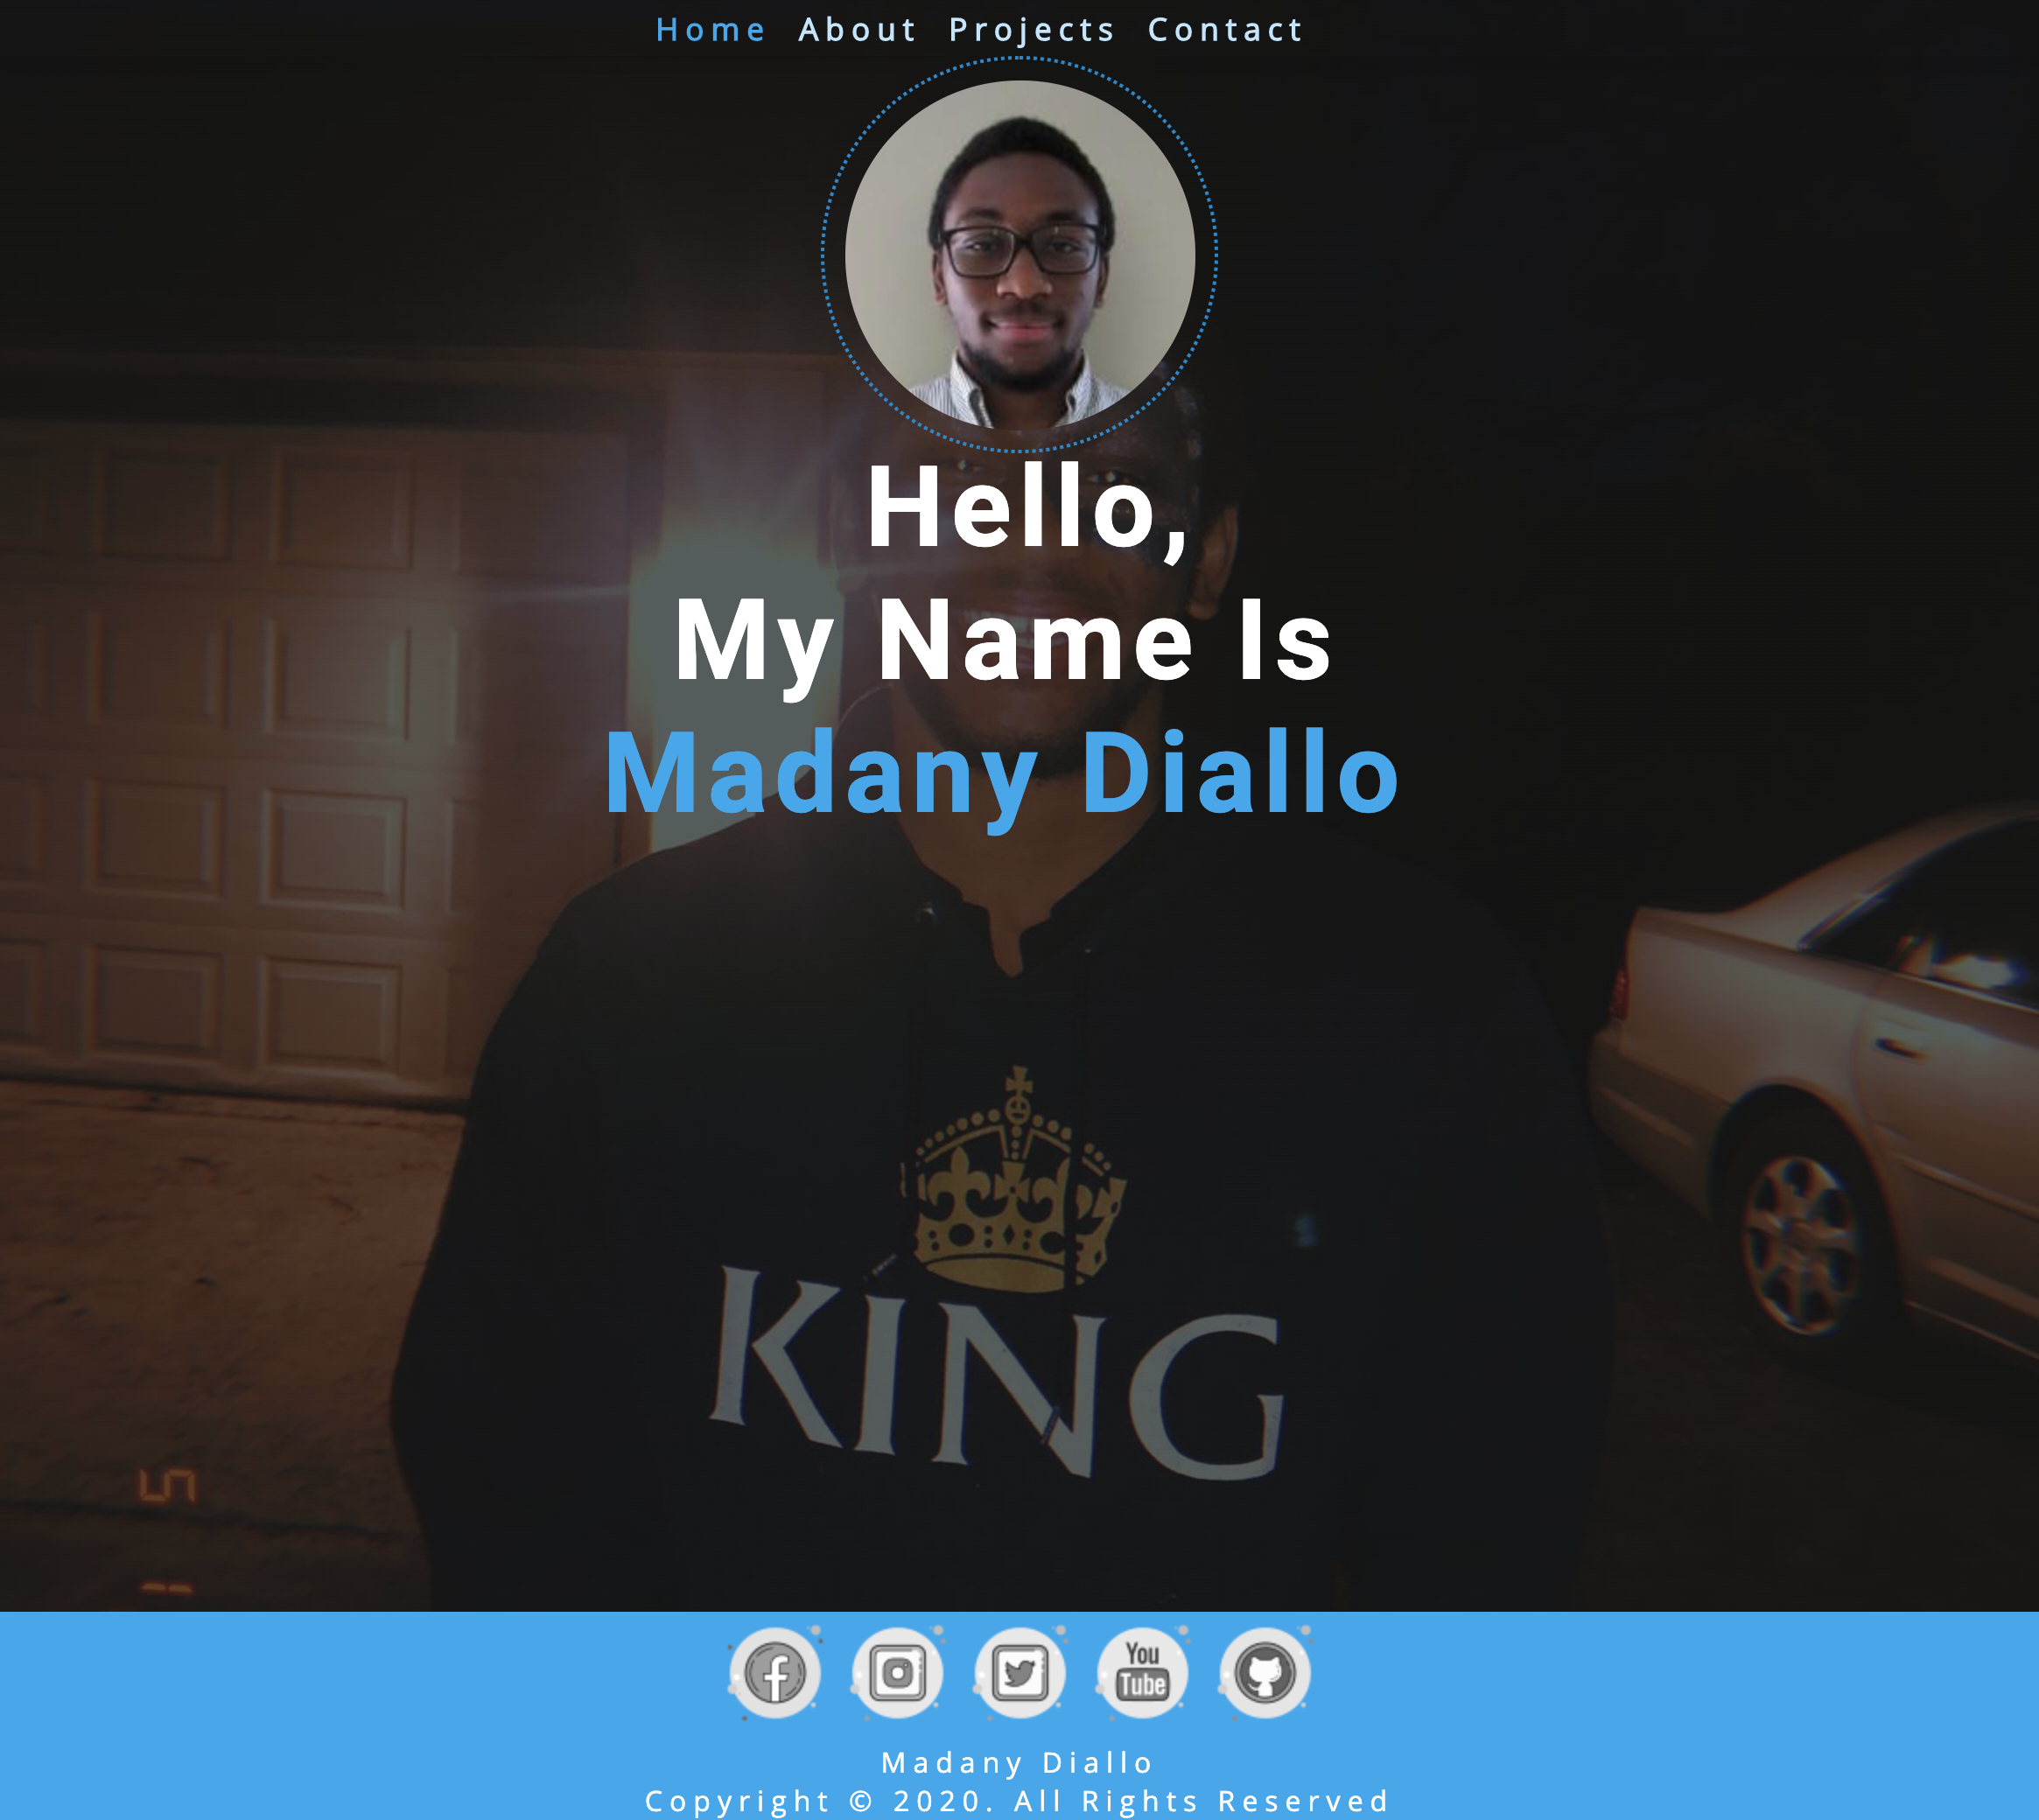 Home About Projects Contact
Hello,
My Name Is
Madany Diallo
KING
5
You
Tube
Madany Diallo
Copyright © 2020. All Rights Reserved